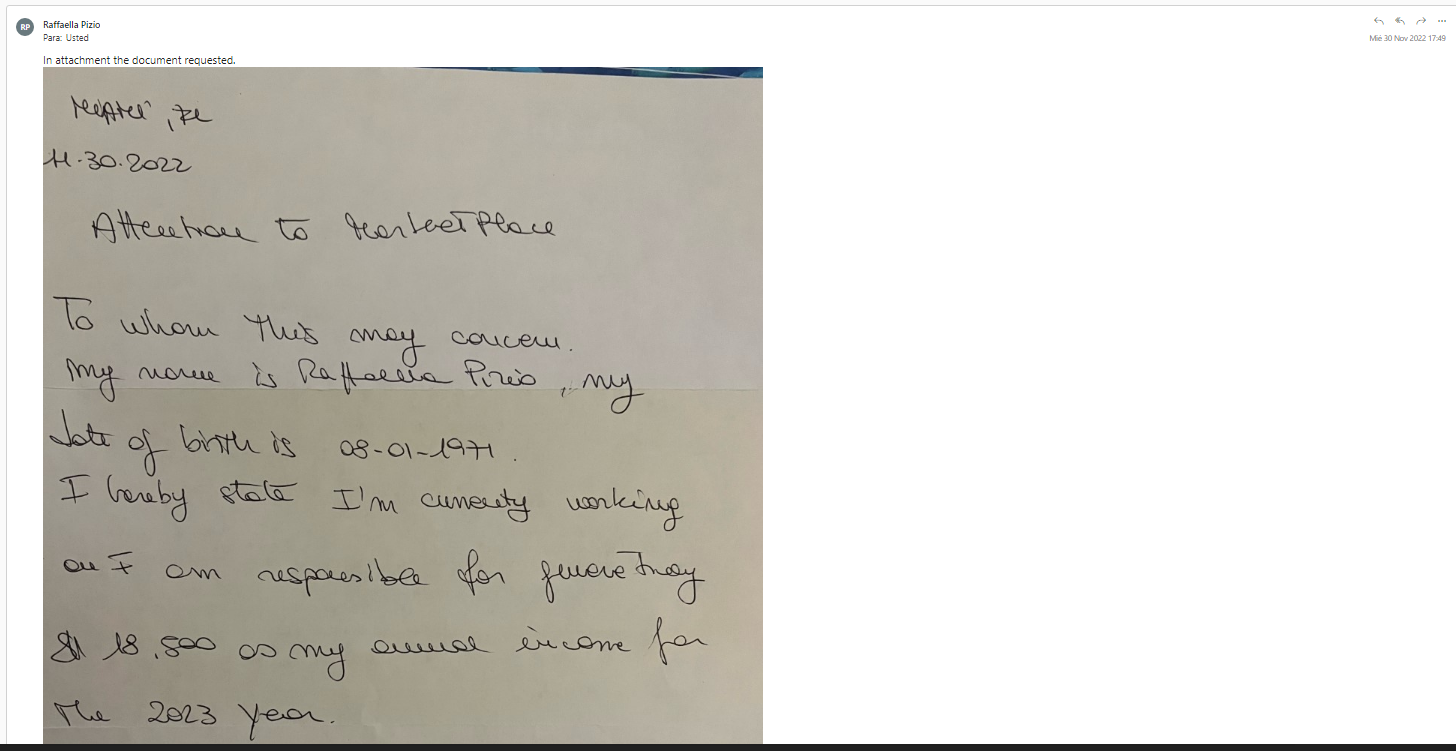 RP
Raffaella Pizio
Para: Usted
Mié 30 Nov 2022 17:49
In attachment the document requested.
Miami, FL
11.30.2022
Attention to MarketPlace
To whom this may concern.
My name is Raffaella Pizio, my
date of birth is 08-01-1971.
I hereby state I'm currently working
I am responsible for
$ 18.500 as my annual income for
the 2023 year.